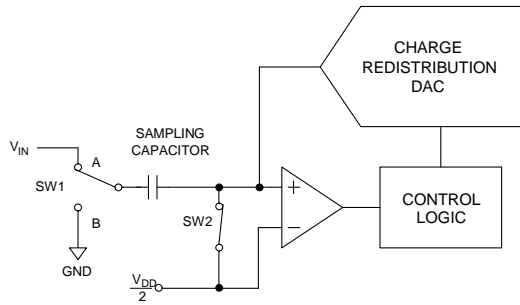 CHARGE
REDISTRIBUTION
DAC
SAMPLING
CAPACITOR
V_IN
A
SW1
B
GND
SW2
+
−
CONTROL
LOGIC
V_DD
2